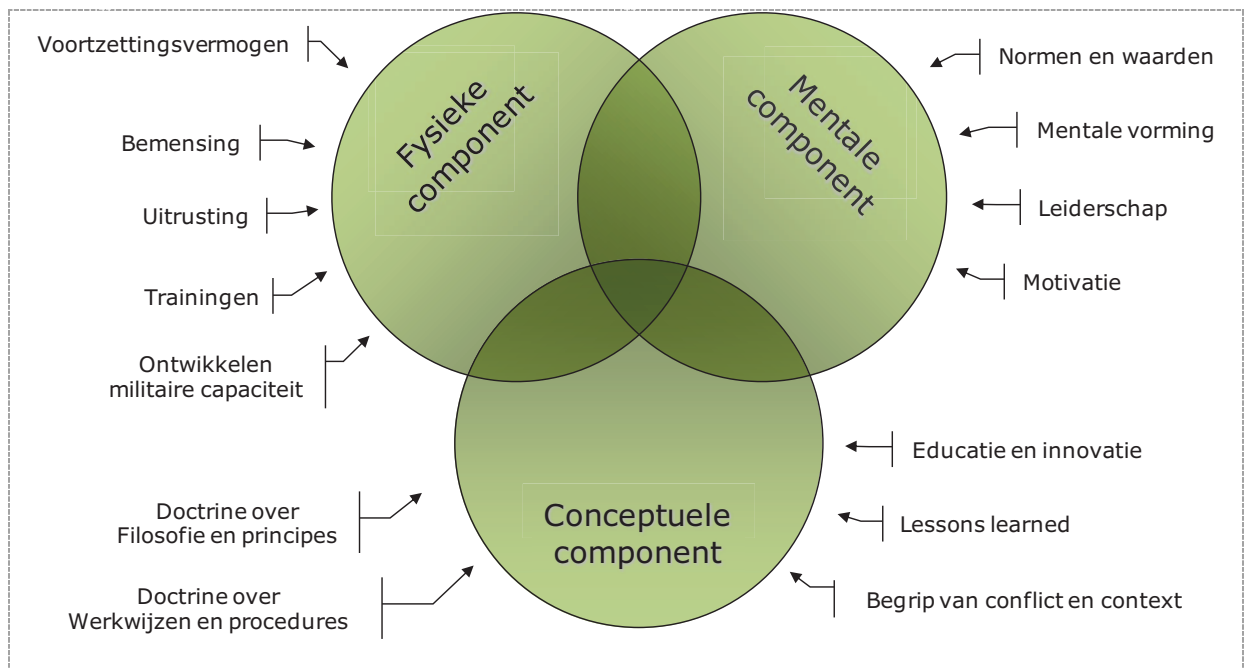 Voortzettingsvermogen
Bemensing
Uitrusting
Trainingen
Ontwikkelen
militaire capaciteit
Fysieke
component
Mentale
component
Normen en waarden
Mentale vorming
Leiderschap
Motivatie
Doctrine over
Filosofie en principes
Doctrine over
Werkwijzen en procedures
Conceptuele
component
Educatie en innovatie
Lessons learned
Begrip van conflict en context